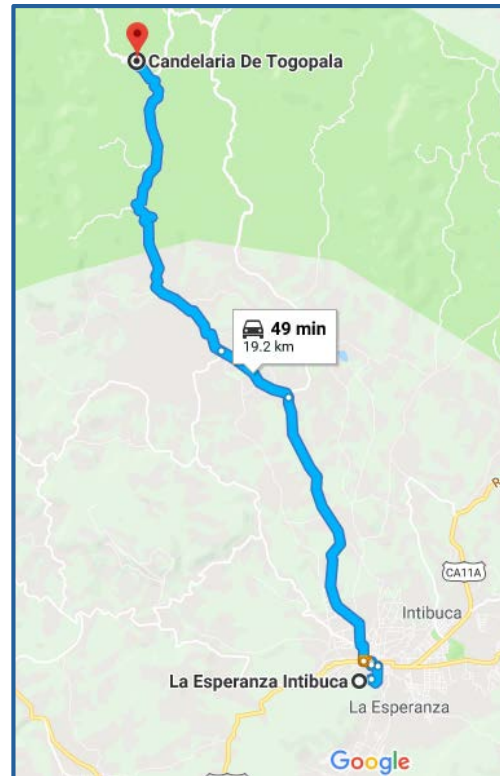 Candelaria De Togopala
49 min
19.2 km
CA11A
Intibuca
La Esperanza Intibuca
La Esperanza
Google